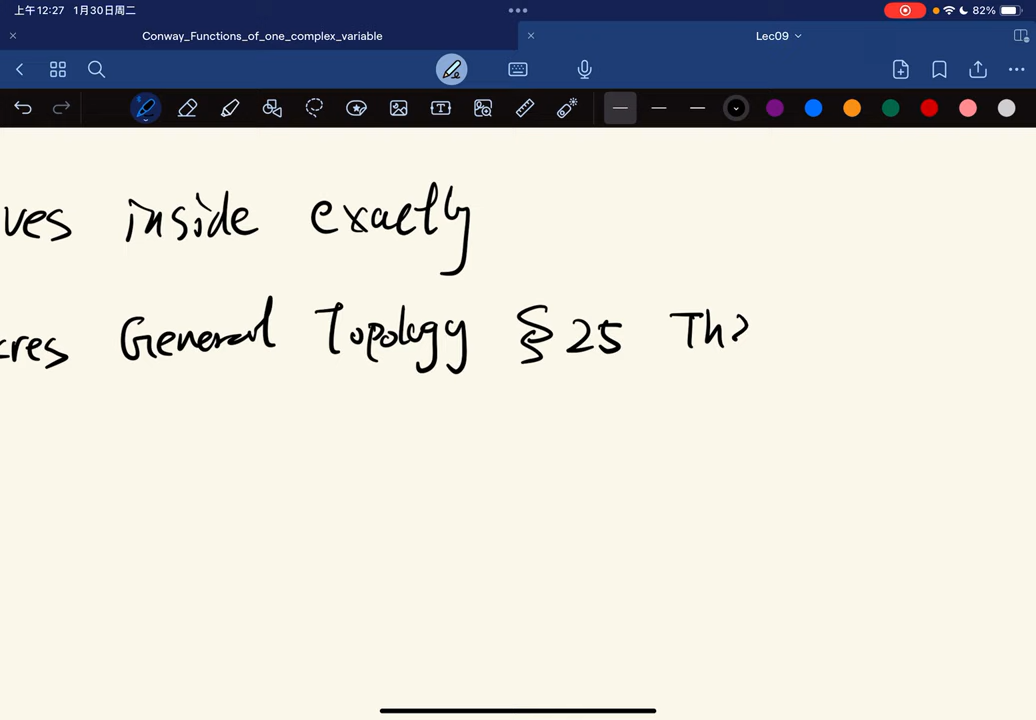 上午12:27 1月30日周二
82%
Conway_Functions_of_one_complex_variable
Lec09
ves inside exactly
cres General Topology §25 Th